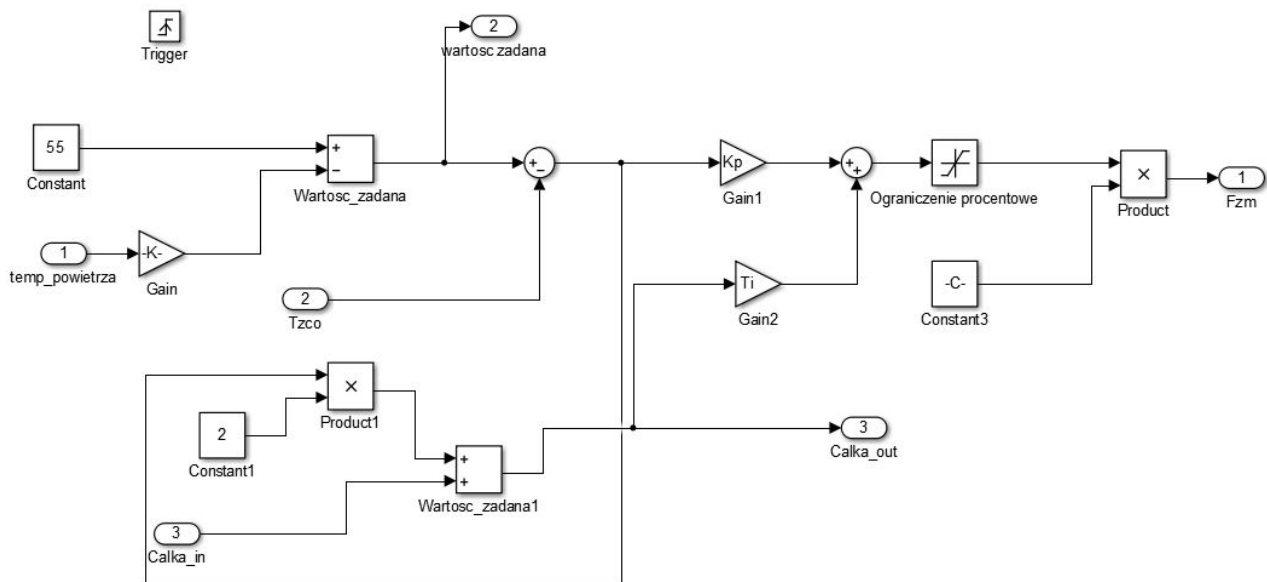 2
wartosc zadana
Trigger
55
Constant
+
−
Wartosc_zadana
+
−
Kp
Gain1
+
+
Ograniczenie procentowe
×
Product
1
Fzm
1
temp_powietrza
-K-
Gain
2
Tzco
Ti
Gain2
-C-
Constant3
×
Product1
2
Constant1
+
+
Wartosc_zadana1
3
Calka_out
3
Calka_in